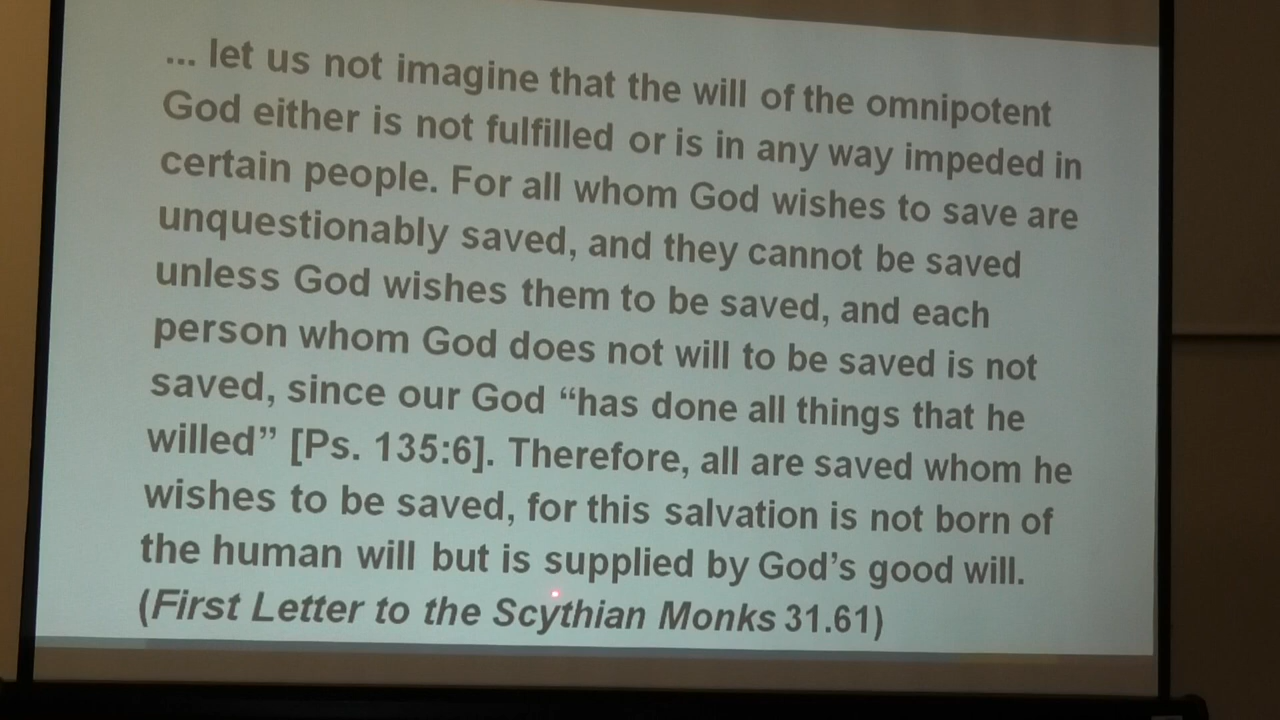 ... let us not imagine that the will of the omnipotent
God either is not fulfilled or is in any way impeded in
certain people. For all whom God wishes to save are
unquestionably saved, and they cannot be saved
unless God wishes them to be saved, and each
person whom God does not will to be saved is not
saved, since our God “has done all things that he
willed” [Ps. 135:6]. Therefore, all are saved whom he
wishes to be saved, for this salvation is not born of
the human will but is supplied by God’s good will.
(First Letter to the Scythian Monks 31.61)